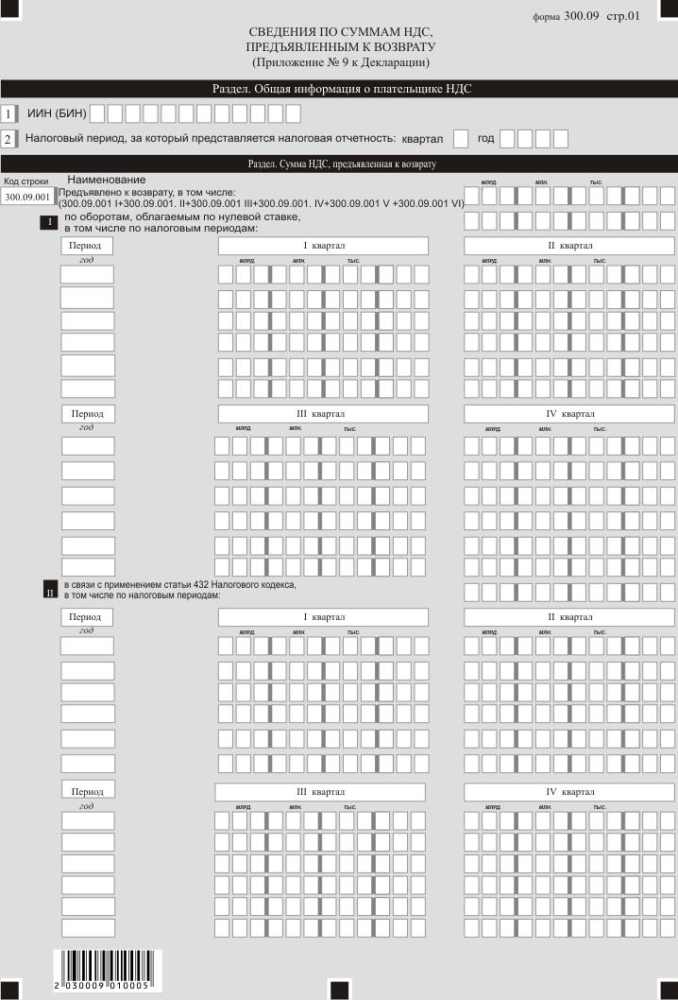 форма 300.09 стр.01
СВЕДЕНИЯ ПО СУММАМ НДС,
ПРЕДЪЯВЛЕННЫМ К ВОЗВРАТУ
(Приложение № 9 к Декларации)
Раздел. Общая информация о плательщике НДС
1 ИИН (БИН)
2 Налоговый период, за который представляется налоговая отчетность: квартал год
Раздел. Сумма НДС, предъявленная к возврату
Код строки Наименование МЛРД. МЛН. ТЫС.
300.09.001 Предъявлено к возврату, в том числе:
(300.09.001 I+300.09.001. II+300.09.001 III+300.09.001. IV+300.09.001 V +300.09.001 VI)
I по оборотам, облагаемым по нулевой ставке,
в том числе по налоговым периодам:
Период I квартал II квартал
год МЛРД. МЛН. ТЫС. МЛРД. МЛН. ТЫС.
Период III квартал IV квартал
год МЛРД. МЛН. ТЫС. МЛРД. МЛН. ТЫС.
II в связи с применением статьи 432 Налогового кодекса,
в том числе по налоговым периодам:
Период I квартал II квартал
год МЛРД. МЛН. ТЫС. МЛРД. МЛН. ТЫС.
Период III квартал IV квартал
год МЛРД. МЛН. ТЫС. МЛРД. МЛН. ТЫС.
2 030009 010005